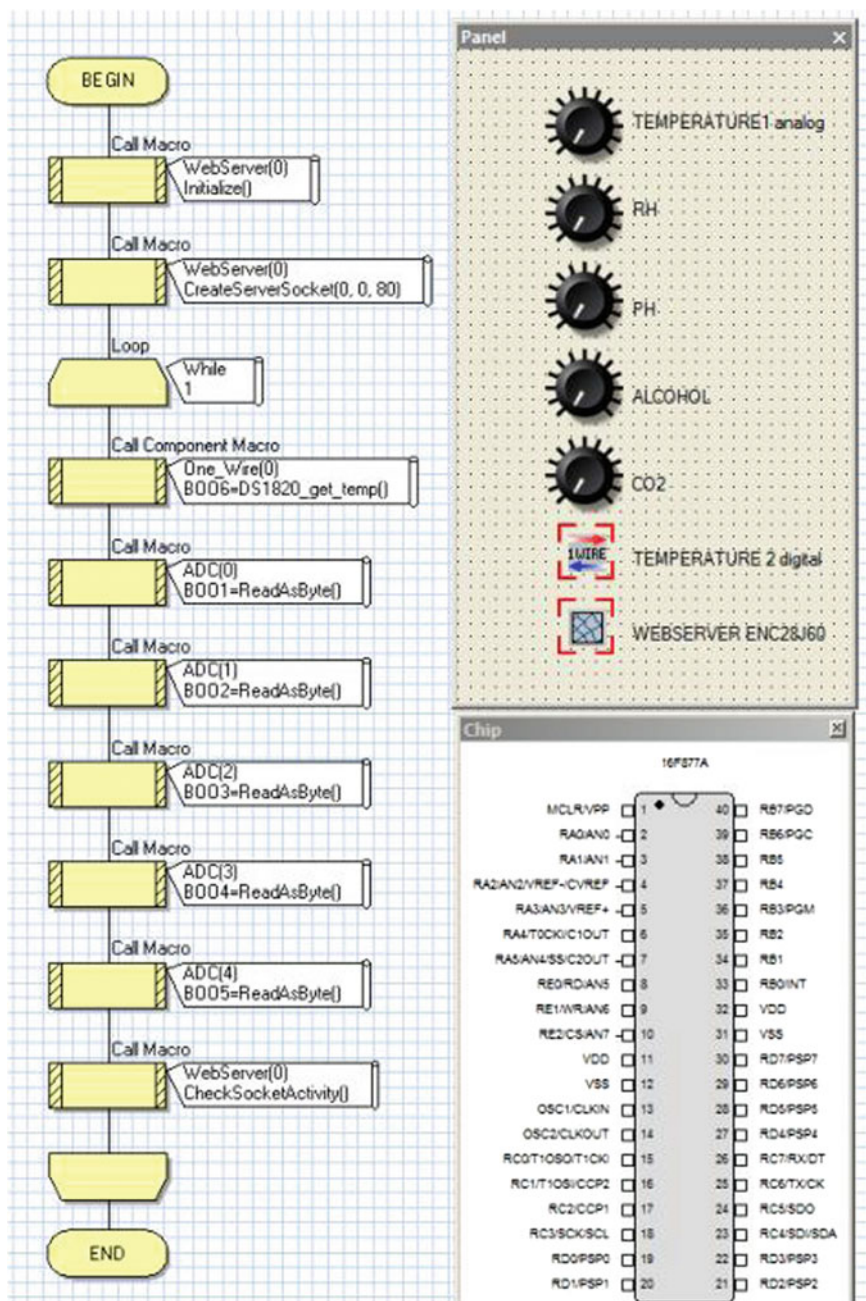 BEGIN
Call Macro
WebServer(0)
Initialize()
Call Macro
WebServer(0)
CreateServerSocket(0, 0, 80)
Loop
While
1
Call Component Macro
One_Wire(0)
BOO6=DS1820_get_temp()
Call Macro
ADC(0)
BOO1=ReadAsByte()
Call Macro
ADC(1)
BOO2=ReadAsByte()
Call Macro
ADC(2)
BOO3=ReadAsByte()
Call Macro
ADC(3)
BOO4=ReadAsByte()
Call Macro
ADC(4)
BOO5=ReadAsByte()
Call Macro
WebServer(0)
CheckSocketActivity()
END
Panel
TEMPERATURE1 analog
RH
PH
ALCOHOL
CO2
1WIRE
TEMPERATURE 2 digital
WEBSERVER ENC28J60
Chip
16F877A
MCLR/VPP 1 40 RB7/PGD
RA0/AN0 2 39 RB6/PGC
RA1/AN1 3 38 RB5
RA2/AN2/VREF-/CVREF 4 37 RB4
RA3/AN3/VREF+ 5 36 RB3/PGM
RA4/T0CKI/C1OUT 6 35 RB2
RA5/AN4/SS/C2OUT 7 34 RB1
RE0/RD/AN5 8 33 RB0/INT
RE1/WR/AN6 9 32 VDD
RE2/CS/AN7 10 31 VSS
VDD 11 30 RD7/PSP7
VSS 12 29 RD6/PSP6
OSC1/CLKIN 13 28 RD5/PSP5
OSC2/CLKOUT 14 27 RD4/PSP4
RC0/T1OSO/T1CKI 15 26 RC7/RX/DT
RC1/T1OSI/CCP2 16 25 RC6/TX/CK
RC2/CCP1 17 24 RC5/SDO
RC3/SCK/SCL 18 23 RC4/SDI/SDA
RD0/PSP0 19 22 RD3/PSP3
RD1/PSP1 20 21 RD2/PSP2